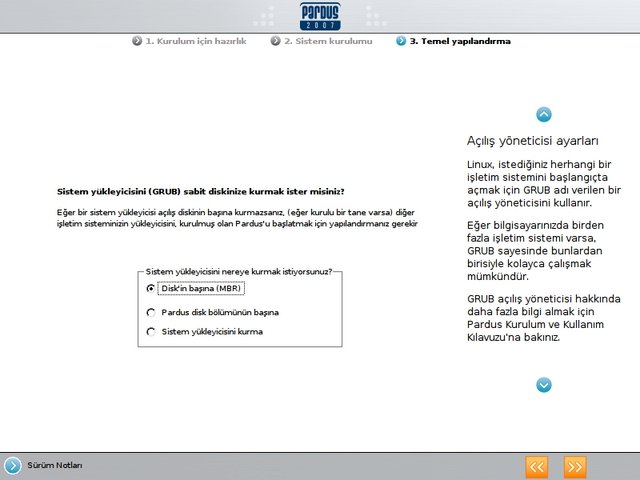 PARDUS
2007
1. Kurulum için hazırlık
2. Sistem kurulumu
3. Temel yapılandırma
Sistem yükleyicisini (GRUB) sabit diskinize kurmak ister misiniz?
Eğer bir sistem yükleyicisi açılış diskinin başına kurmazsanız, (eğer kurulu bir tane varsa) diğer
işletim sisteminizin yükleyicisini, kurulmuş olan Pardus'u başlatmak için yapılandırmanız gerekir
Sistem yükleyicisini nereye kurmak istiyorsunuz?
Disk'in başına (MBR)
Pardus disk bölümünün başına
Sistem yükleyicisini kurma
Açılış yöneticisi ayarları
Linux, istediğiniz herhangi bir
işletim sistemini başlangıçta
açmak için GRUB adı verilen bir
açılış yöneticisini kullanır.
Eğer bilgisayarınızda birden
fazla işletim sistemi varsa,
GRUB sayesinde bunlardan
birisiyle kolayca çalışmak
mümkündür.
GRUB açılış yöneticisi hakkında
daha fazla bilgi almak için
Pardus Kurulum ve Kullanım
Kılavuzu'na bakınız.
Sürüm Notları